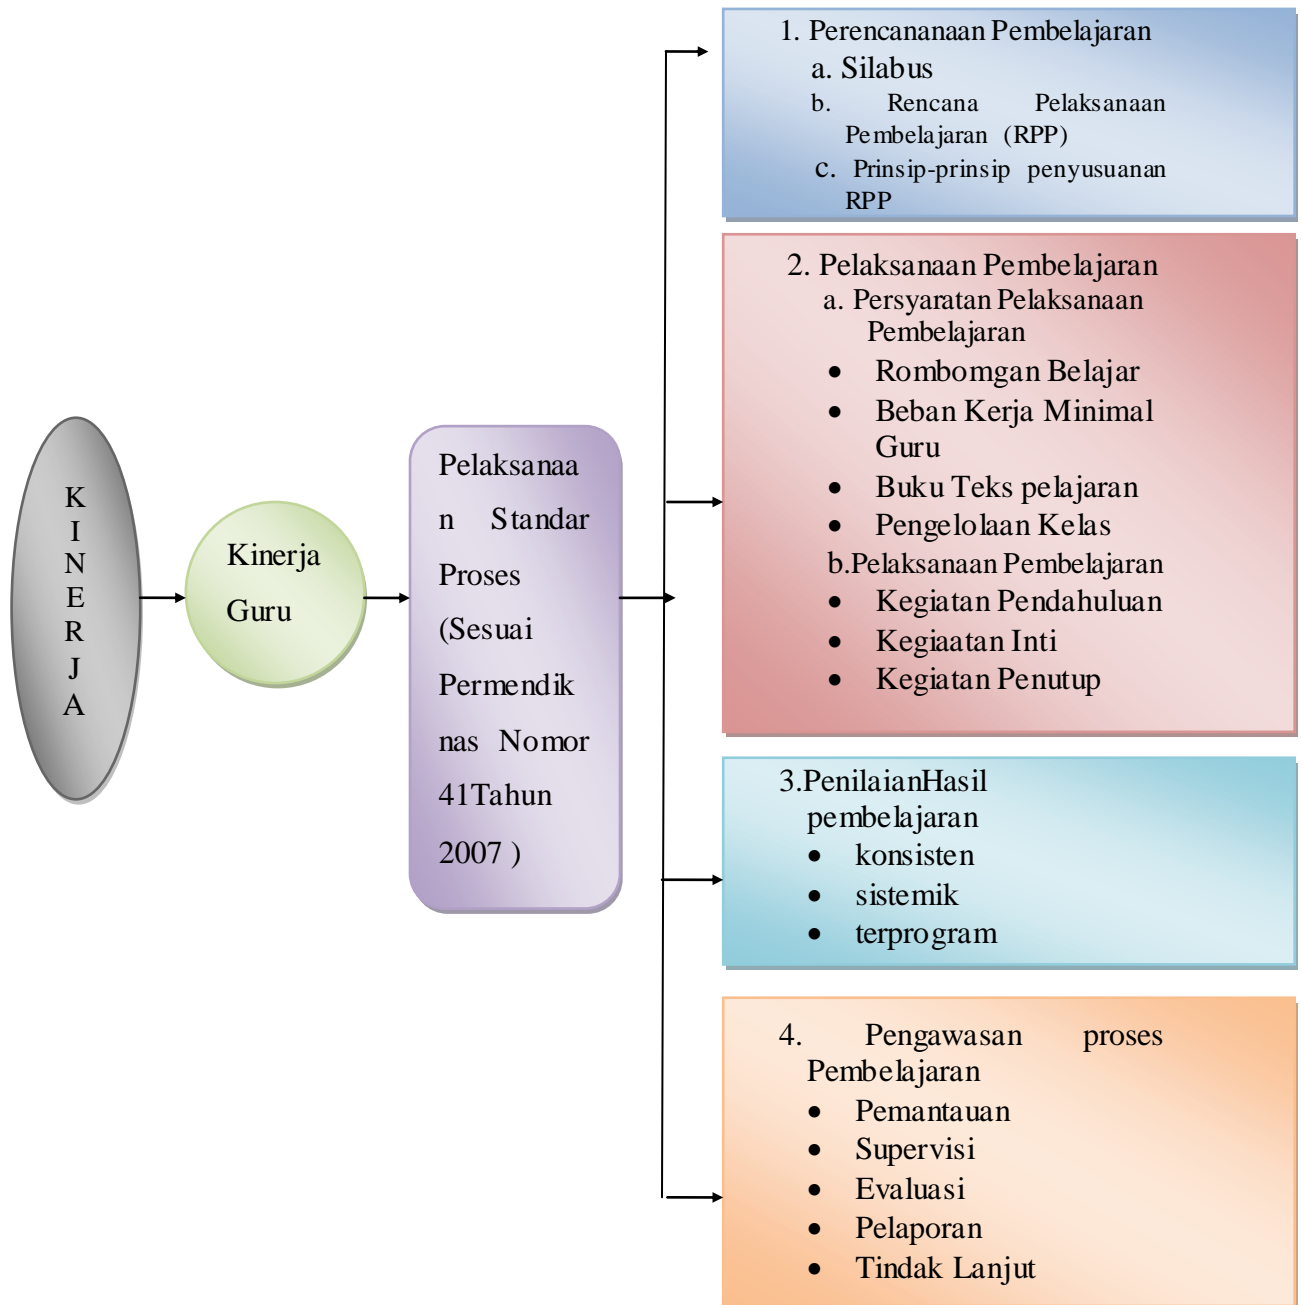 K
I
N
E
R
J
A
Kinerja
Guru
Pelaksanaa
n Standar
Proses
(Sesuai
Permendik
nas Nomor
41Tahun
2007 )
1. Perencananaan Pembelajaran
a. Silabus
b. Rencana Pelaksanaan
Pembelajaran (RPP)
c. Prinsip-prinsip penyusuanan
RPP
2. Pelaksanaan Pembelajaran
a. Persyaratan Pelaksanaan
Pembelajaran
• Rombomgan Belajar
• Beban Kerja Minimal
Guru
• Buku Teks pelajaran
• Pengelolaan Kelas
b.Pelaksanaan Pembelajaran
• Kegiatan Pendahuluan
• Kegiaatan Inti
• Kegiatan Penutup
3.PenilaianHasil
pembelajaran
• konsisten
• sistemik
• terprogram
4. Pengawasan proses
Pembelajaran
• Pemantauan
• Supervisi
• Evaluasi
• Pelaporan
• Tindak Lanjut